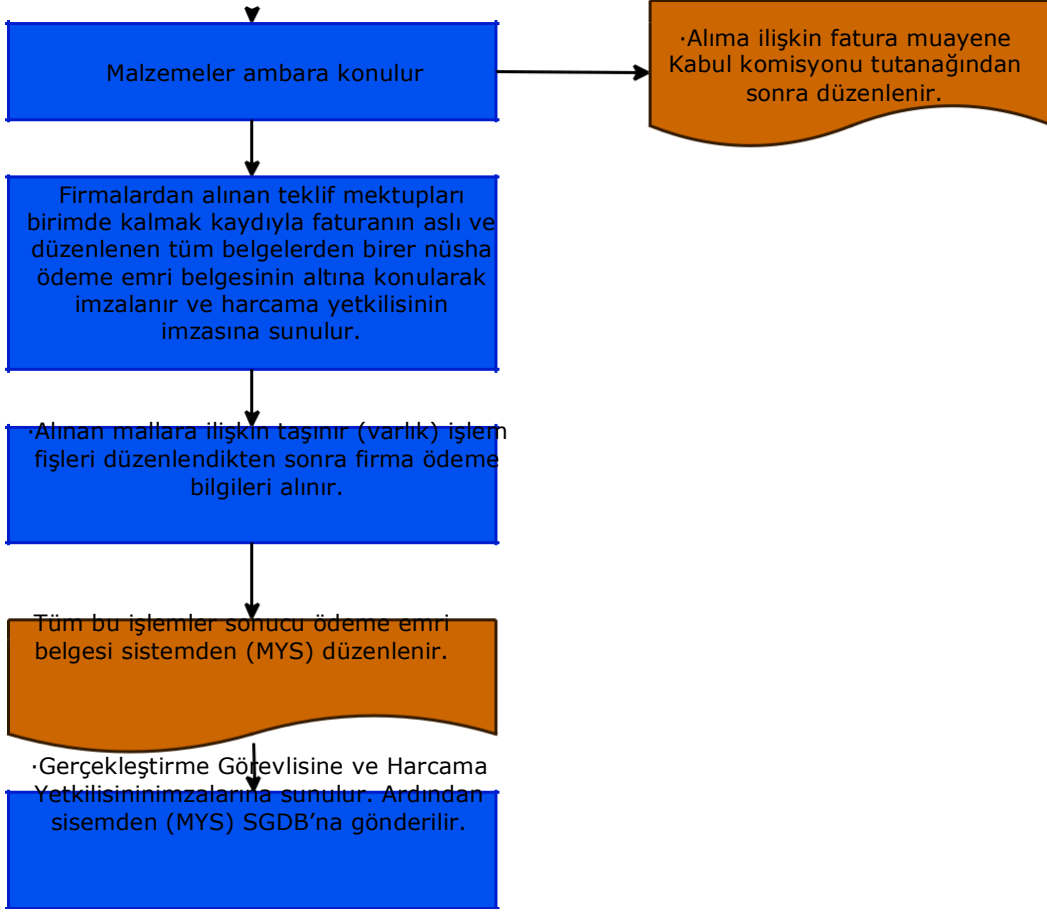 Malzemeler ambara konulur
·Alıma ilişkin fatura muayene
Kabul komisyonu tutanağından
sonra düzenlenir.
Firmalardan alınan teklif mektupları
birimde kalmak kaydıyla faturanın aslı ve
düzenlenen tüm belgelerden birer nüsha
ödeme emri belgesinin altına konularak
imzalanır ve harcama yetkilisinin
imzasına sunulur.
·Alınan mallara ilişkin taşınır (varlık) işlem
fişleri düzenlendikten sonra firma ödeme
bilgileri alınır.
Tüm bu işlemler sonucu ödeme emri
belgesi sistemden (MYS) düzenlenir.
·Gerçekleştirme Görevlisine ve Harcama
Yetkilisininimzalarına sunulur. Ardından
sisemden (MYS) SGDB’na gönderilir.